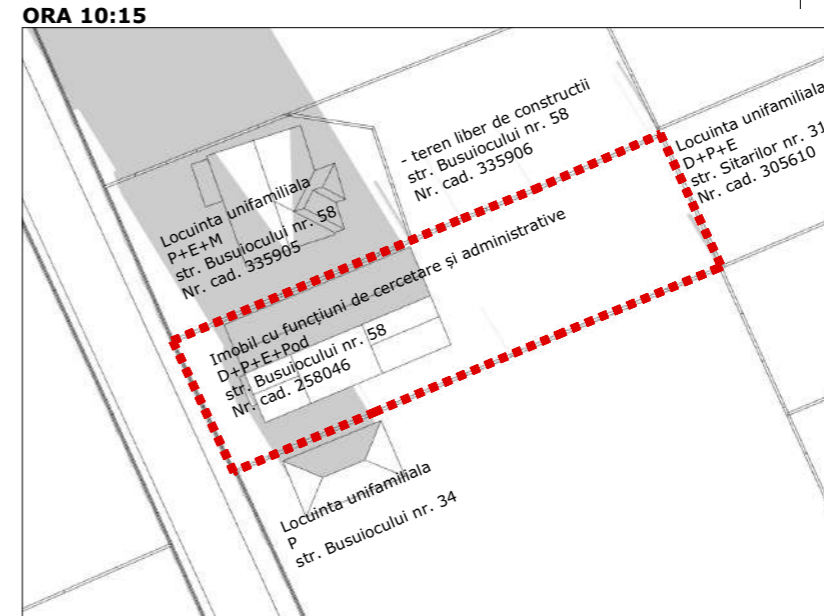 ORA 10:15
- teren liber de constructii
str. Busuiocului nr. 58
Nr. cad. 335906
Locuinta unifamiliala
D+P+E
str. Sitarilor nr. 31
Nr. cad. 305610
Locuinta unifamiliala
P+E+M
str. Busuiocului nr. 58
Nr. cad. 335905
Imobil cu funcțiuni de cercetare și administrative
D+P+E+Pod
str. Busuiocului nr. 58
Nr. cad. 258046
Locuinta unifamiliala
P
str. Busuiocului nr. 34